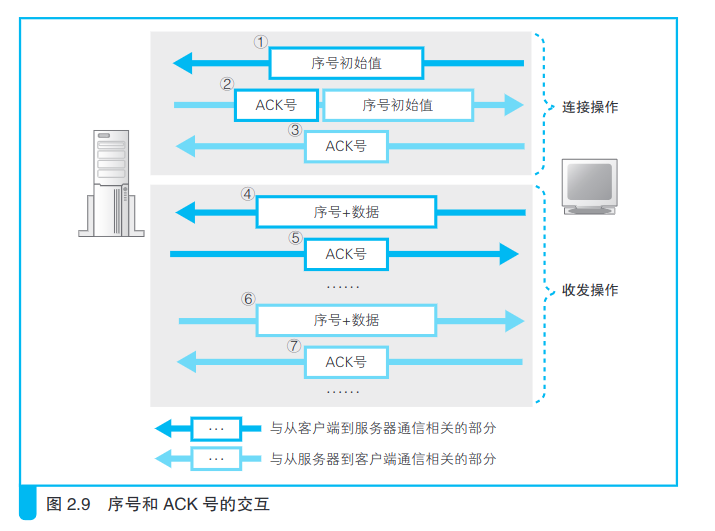 ①
序号初始值
②
ACK号
序号初始值
连接操作
③
ACK号
④
序号+数据
⑤
ACK号
······
收发操作
⑥
序号+数据
⑦
ACK号
······
··· 与从客户端到服务器通信相关的部分
··· 与从服务器到客户端通信相关的部分
图 2.9 序号和 ACK 号的交互